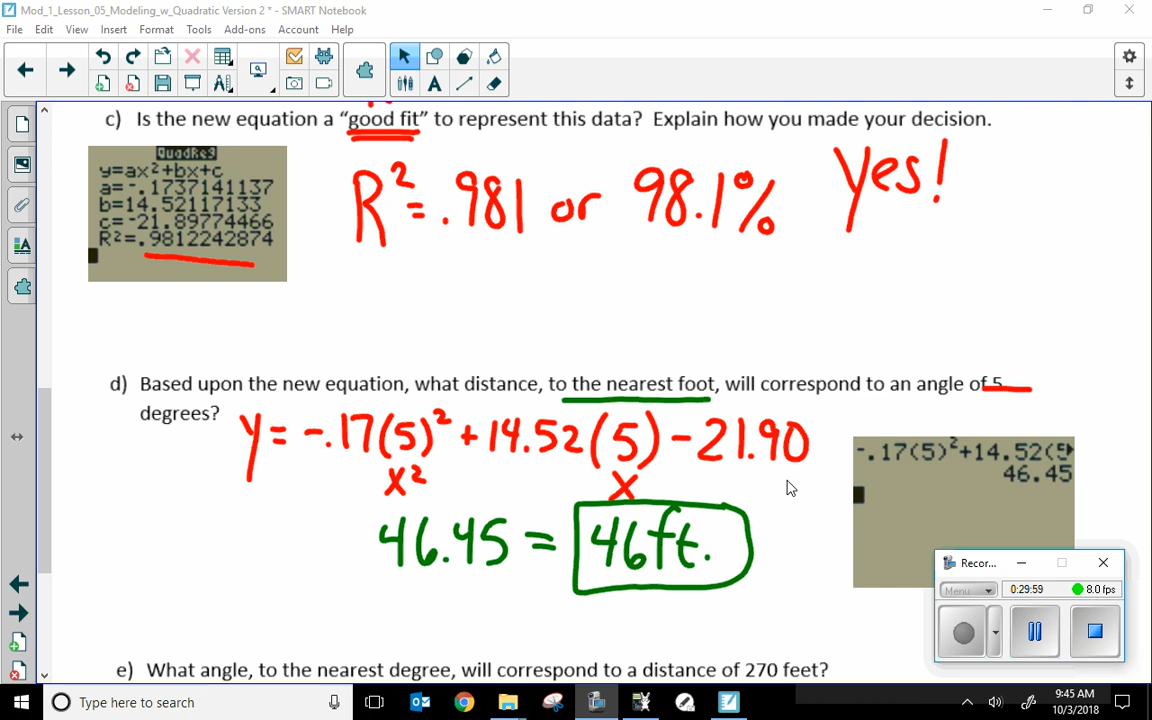 Mod_1_Lesson_05_Modeling_w_Quadratic Version 2 * - SMART Notebook
File Edit View Insert Format Tools Add-ons Account Help
c) Is the new equation a “good fit” to represent this data? Explain how you made your decision.
QuadReg
y=ax²+bx+c
a=-.1737141137
b=14.52117133
c=-21.89774466
R²=.9812242874
R² = .981 or 98.1% yes!
d) Based upon the new equation, what distance, to the nearest foot, will correspond to an angle of 5
degrees?
y = -.17(5)² + 14.52(5) - 21.90
x² x
-.17(5)²+14.52(5
46.45
46.45 = 46ft.
Recor...
Menu 0:29:59 8.0 fps
e) What angle, to the nearest degree, will correspond to a distance of 270 feet?
Type here to search
9:45 AM
10/3/2018